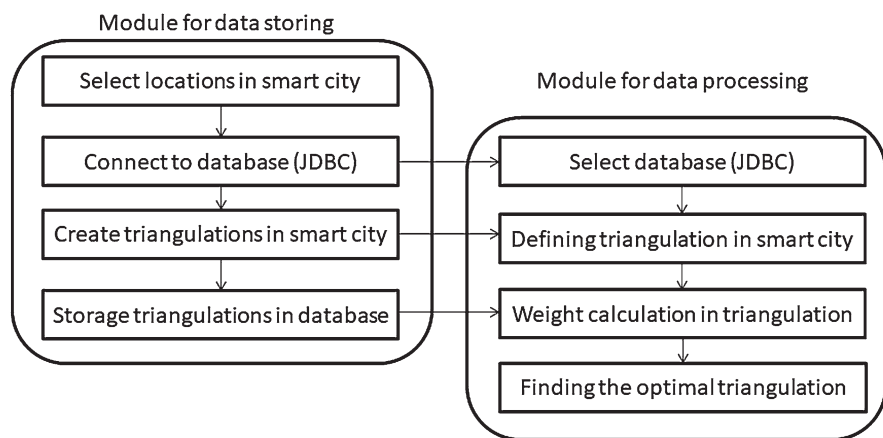 Module for data storing
Select locations in smart city
Connect to database (JDBC)
Create triangulations in smart city
Storage triangulations in database
Module for data processing
Select database (JDBC)
Defining triangulation in smart city
Weight calculation in triangulation
Finding the optimal triangulation